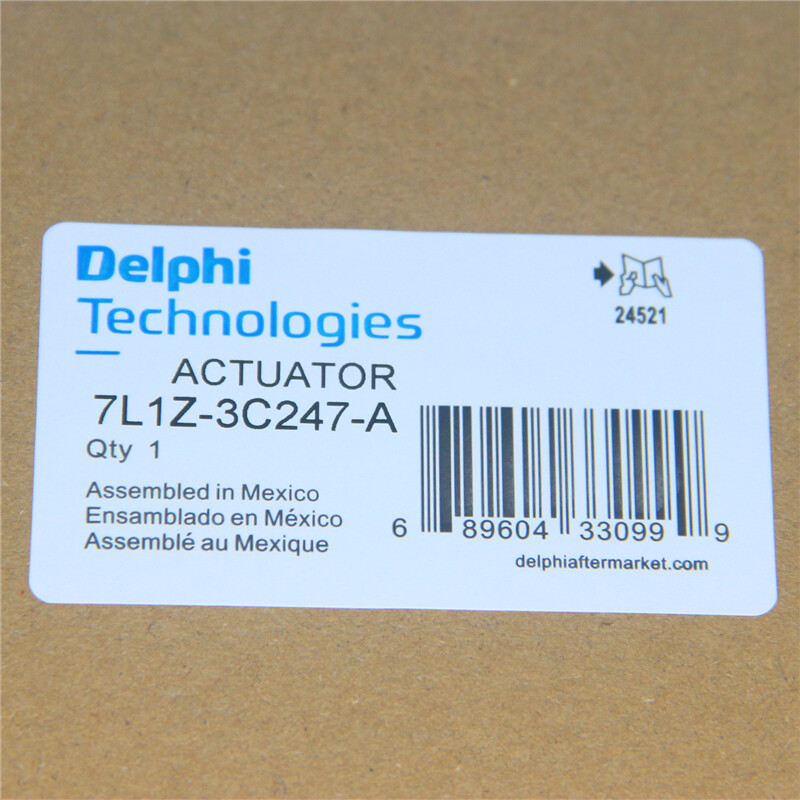 Delphi
Technologies
24521
ACTUATOR
7L1Z-3C247-A
Qty 1
Assembled in Mexico
Ensamblado en México
Assemblé au Mexique
6 89604 33099 9
delphiaftermarket.com